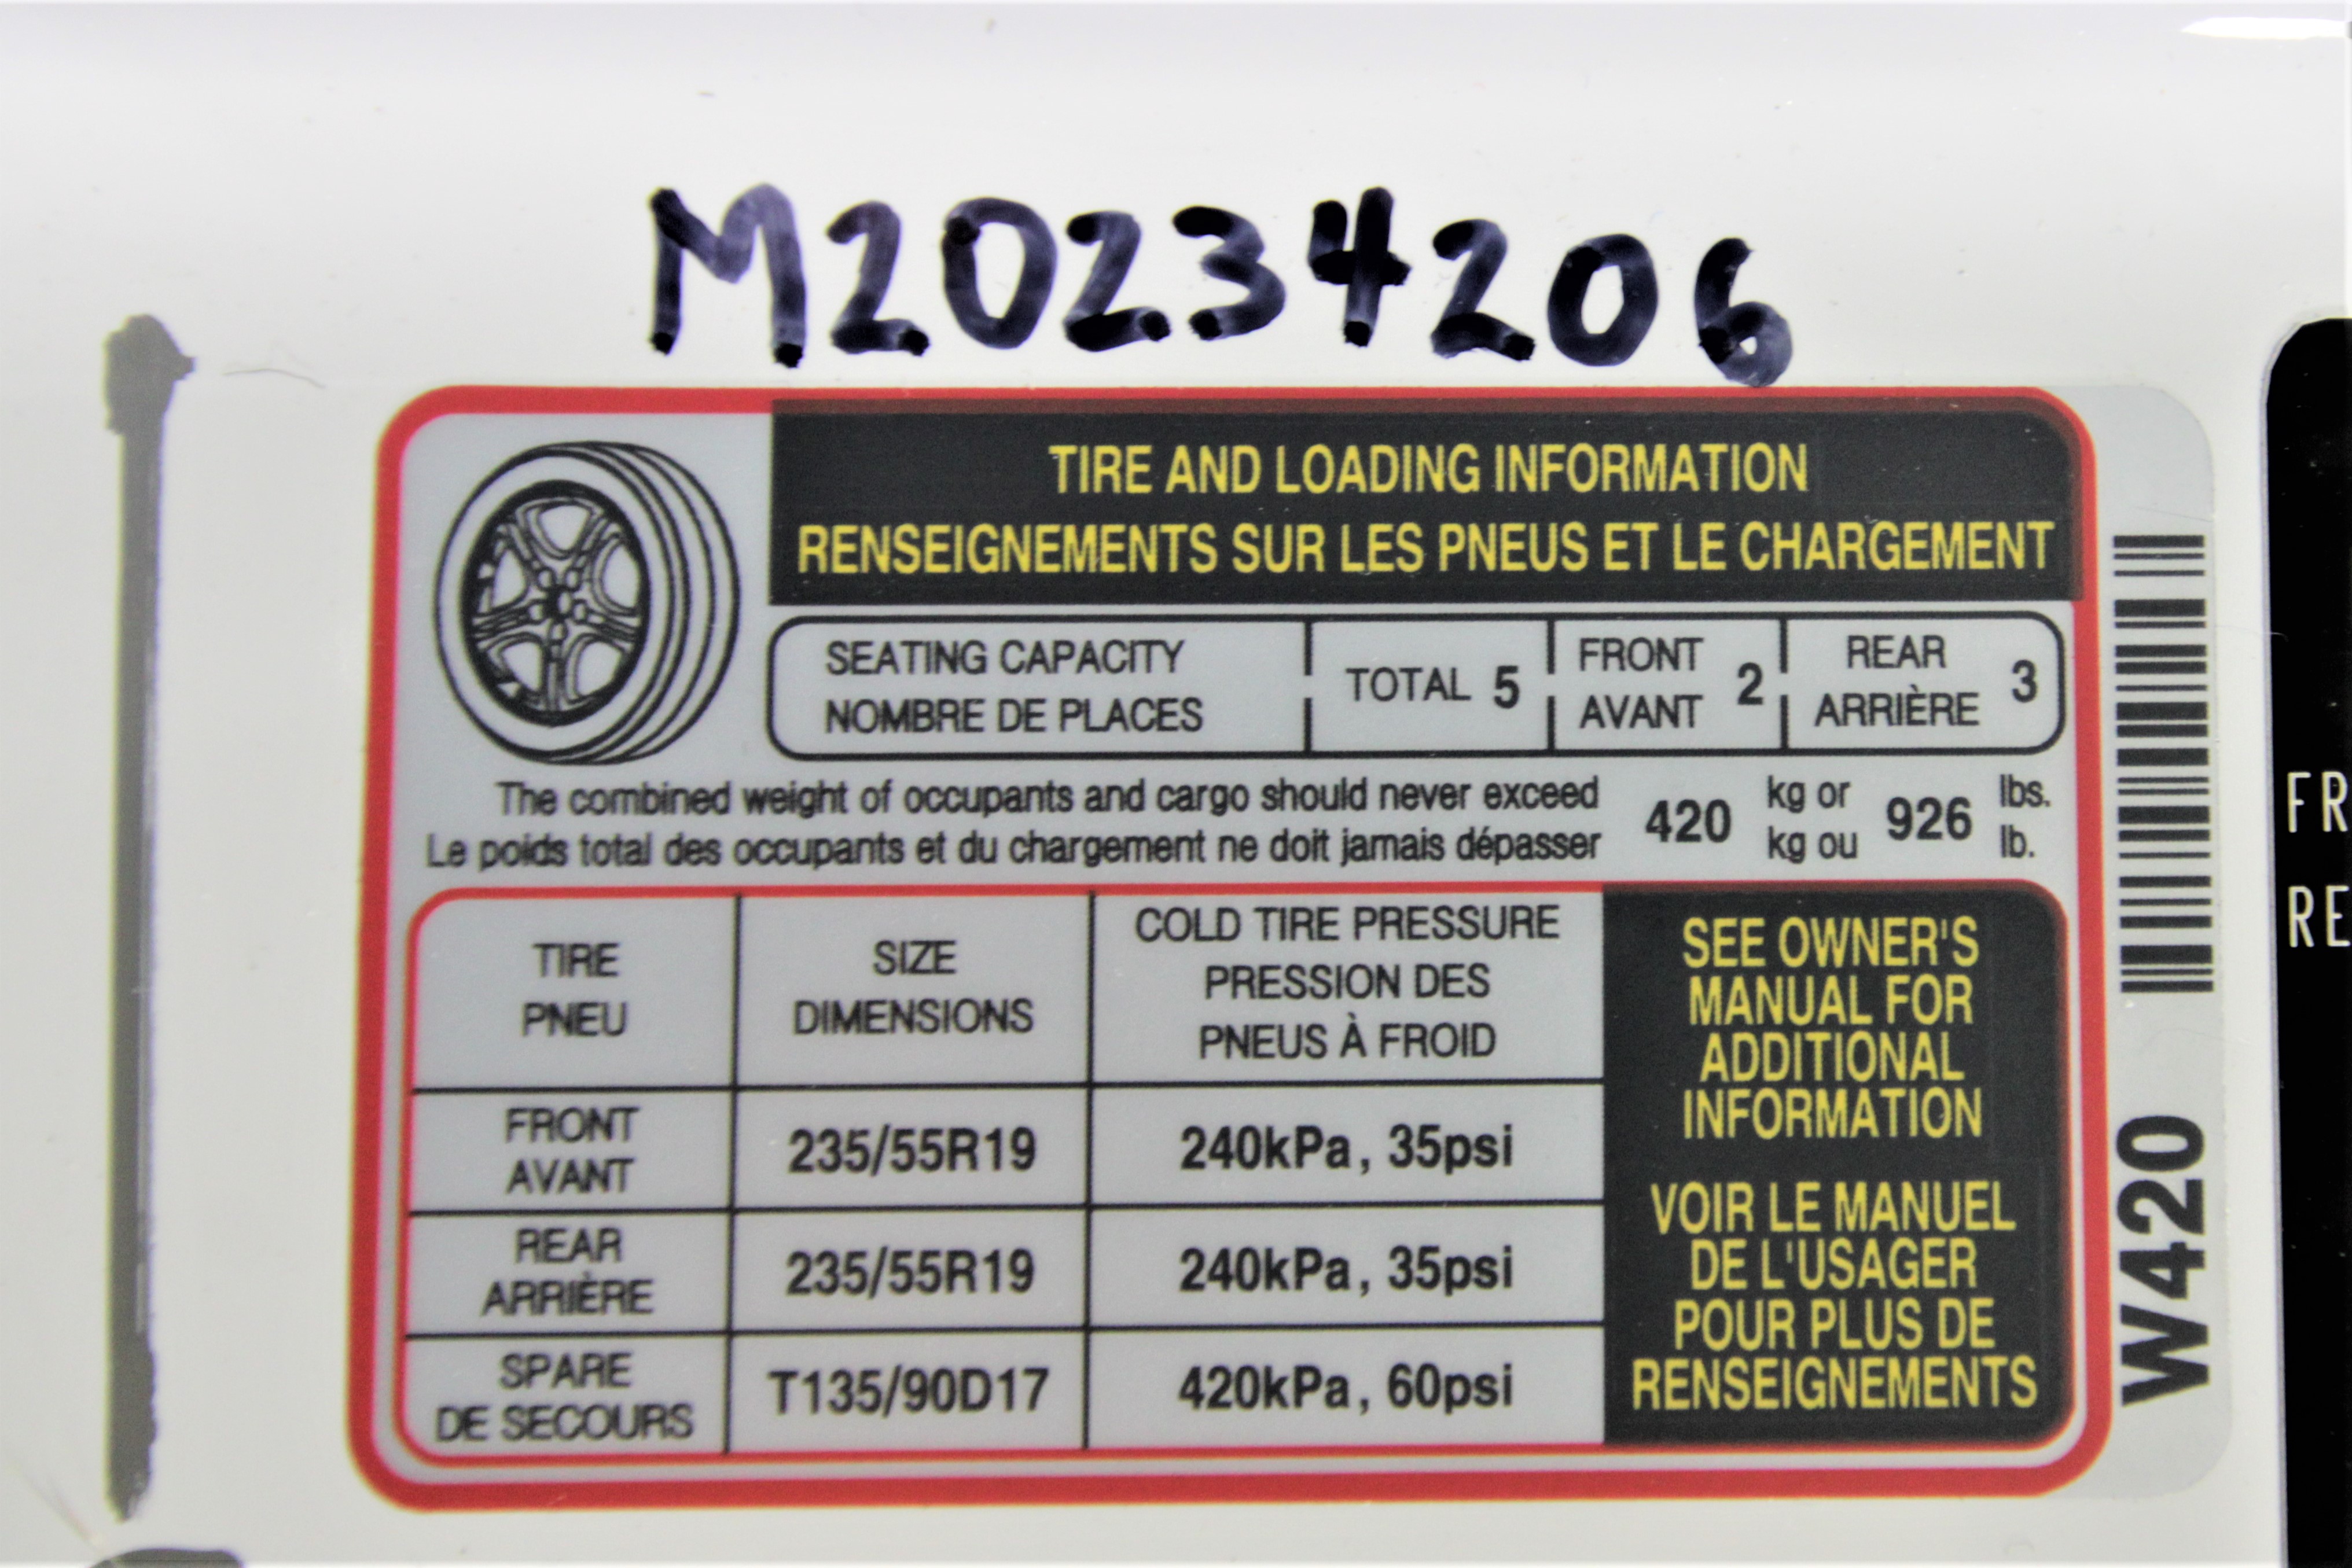 M20234206
TIRE AND LOADING INFORMATION
RENSEIGNEMENTS SUR LES PNEUS ET LE CHARGEMENT
SEATING CAPACITY
NOMBRE DE PLACES
TOTAL 5
FRONT
AVANT
2
REAR
ARRIÈRE
3
The combined weight of occupants and cargo should never exceed
Le poids total des occupants et du chargement ne doit jamais dépasser
420
kg or
kg ou
926
lbs.
lb.
TIRE
PNEU
SIZE
DIMENSIONS
COLD TIRE PRESSURE
PRESSION DES
PNEUS À FROID
FRONT
AVANT
235/55R19
240kPa, 35psi
REAR
ARRIÈRE
235/55R19
240kPa, 35psi
SPARE
DE SECOURS
T135/90D17
420kPa, 60psi
SEE OWNER'S
MANUAL FOR
ADDITIONAL
INFORMATION
VOIR LE MANUEL
DE L'USAGER
POUR PLUS DE
RENSEIGNEMENTS
W420
FR
RE